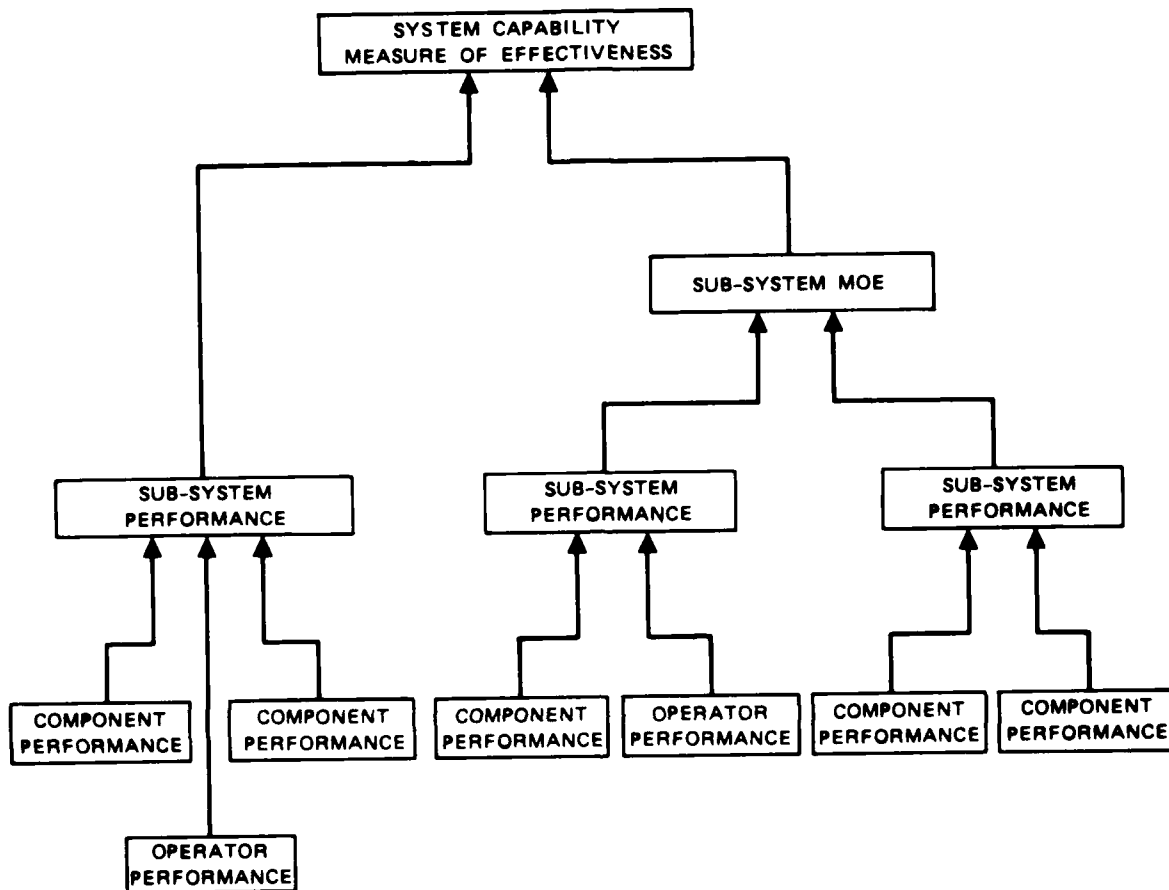 SYSTEM CAPABILITY
MEASURE OF EFFECTIVENESS
SUB-SYSTEM MOE
SUB-SYSTEM
PERFORMANCE
SUB-SYSTEM
PERFORMANCE
SUB-SYSTEM
PERFORMANCE
COMPONENT
PERFORMANCE
COMPONENT
PERFORMANCE
COMPONENT
PERFORMANCE
OPERATOR
PERFORMANCE
COMPONENT
PERFORMANCE
COMPONENT
PERFORMANCE
OPERATOR
PERFORMANCE